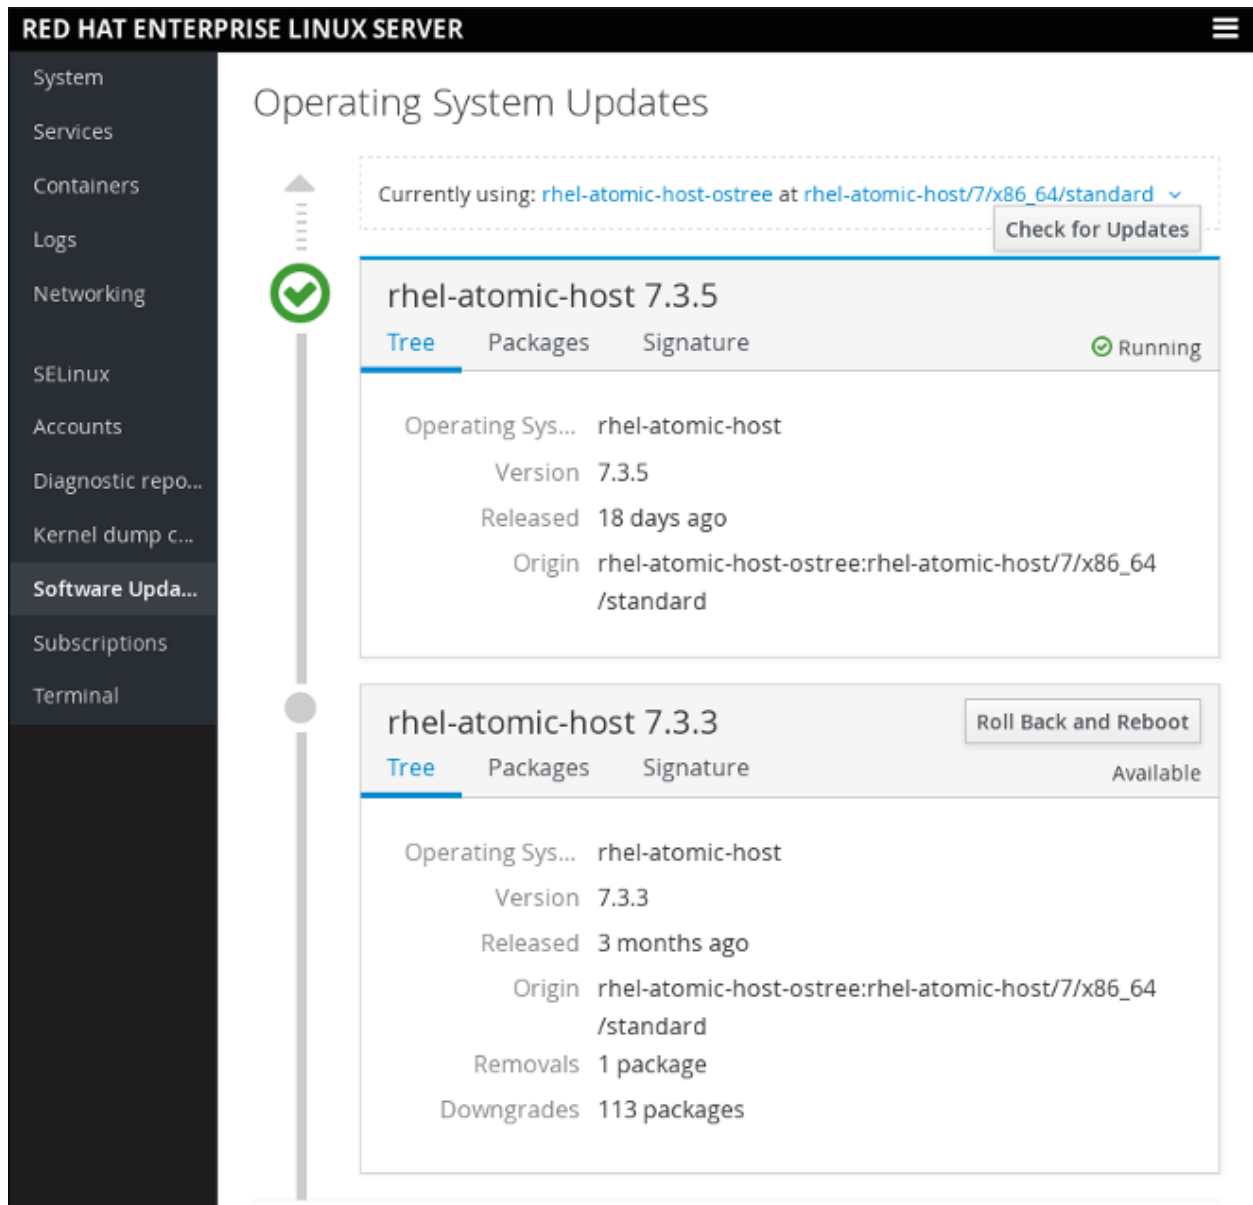 RED HAT ENTERPRISE LINUX SERVER
System
Services
Containers
Logs
Networking
SELinux
Accounts
Diagnostic repo...
Kernel dump c...
Software Upda...
Subscriptions
Terminal
Operating System Updates
Currently using: rhel-atomic-host-ostree at rhel-atomic-host/7/x86_64/standard
Check for Updates
rhel-atomic-host 7.3.5
Tree Packages Signature
Running
Operating Sys... rhel-atomic-host
Version 7.3.5
Released 18 days ago
Origin rhel-atomic-host-ostree:rhel-atomic-host/7/x86_64
/standard
rhel-atomic-host 7.3.3
Roll Back and Reboot
Tree Packages Signature
Available
Operating Sys... rhel-atomic-host
Version 7.3.3
Released 3 months ago
Origin rhel-atomic-host-ostree:rhel-atomic-host/7/x86_64
/standard
Removals 1 package
Downgrades 113 packages